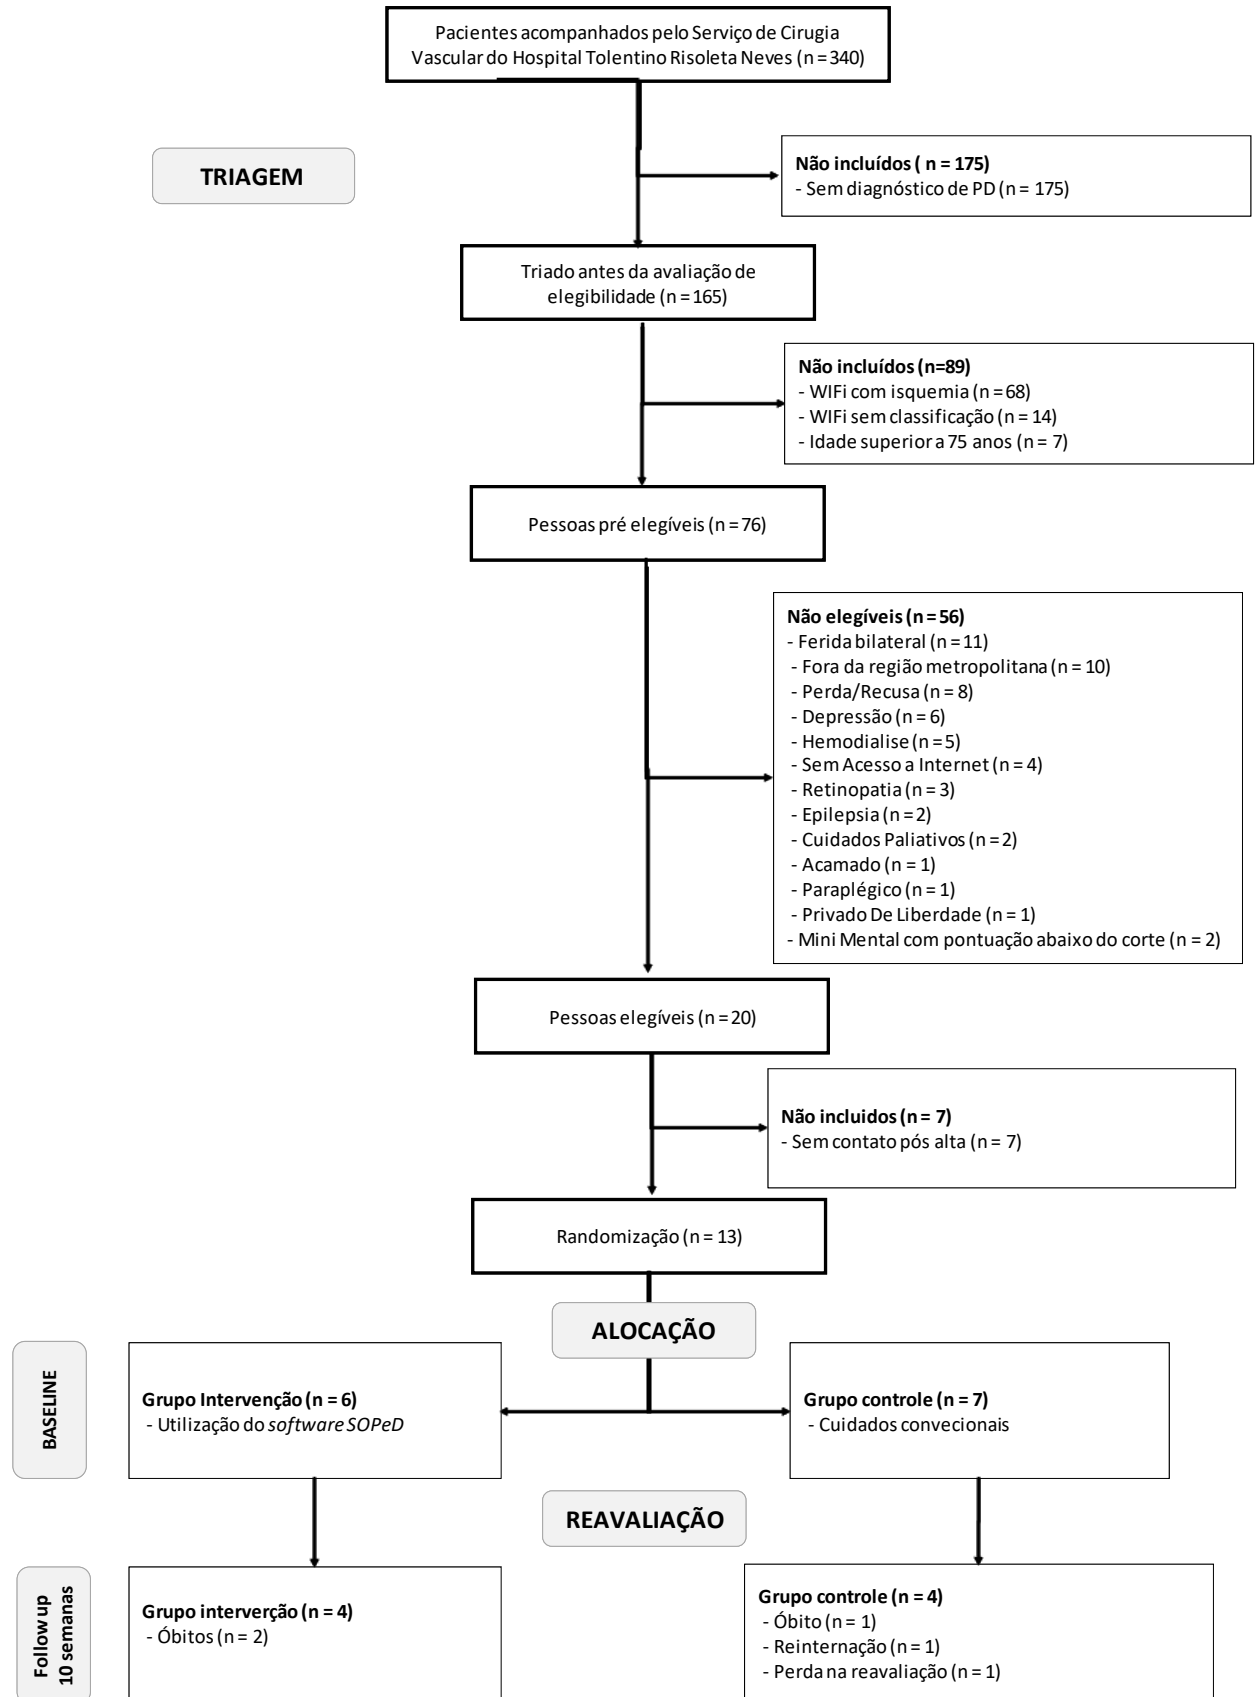 Pacientes acompanhados pelo Serviço de Cirugia
Vascular do Hospital Tolentino Risoleta Neves (n = 340)
TRIAGEM
Não incluídos ( n = 175)
- Sem diagnóstico de PD (n = 175)
Triado antes da avaliação de
elegibilidade (n = 165)
Não incluídos (n=89)
- WIFi com isquemia (n = 68)
- WIFi sem classificação (n = 14)
- Idade superior a 75 anos (n = 7)
Pessoas pré elegíveis (n = 76)
Não elegíveis (n = 56)
- Ferida bilateral (n = 11)
- Fora da região metropolitana (n = 10)
- Perda/Recusa (n = 8)
- Depressão (n = 6)
- Hemodialise (n = 5)
- Sem Acesso a Internet (n = 4)
- Retinopatia (n = 3)
- Epilepsia (n = 2)
- Cuidados Paliativos (n = 2)
- Acamado (n = 1)
- Paraplégico (n = 1)
- Privado De Liberdade (n = 1)
- Mini Mental com pontuação abaixo do corte (n = 2)
Pessoas elegíveis (n = 20)
Não incluidos (n = 7)
- Sem contato pós alta (n = 7)
Randomização (n = 13)
ALOCAÇÃO
BASELINE
Grupo Intervenção (n = 6)
- Utilização do software SOPeD
Grupo controle (n = 7)
- Cuidados convecionais
REAVALIAÇÃO
Follow up
10 semanas
Grupo interverção (n = 4)
- Óbitos (n = 2)
Grupo controle (n = 4)
- Óbito (n = 1)
- Reinternação (n = 1)
- Perda na reavaliação (n = 1)